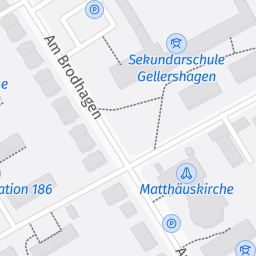 P
Sekundarschule
Gellershagen
Am Brodhagen
Matthäuskirche
ation 186
P